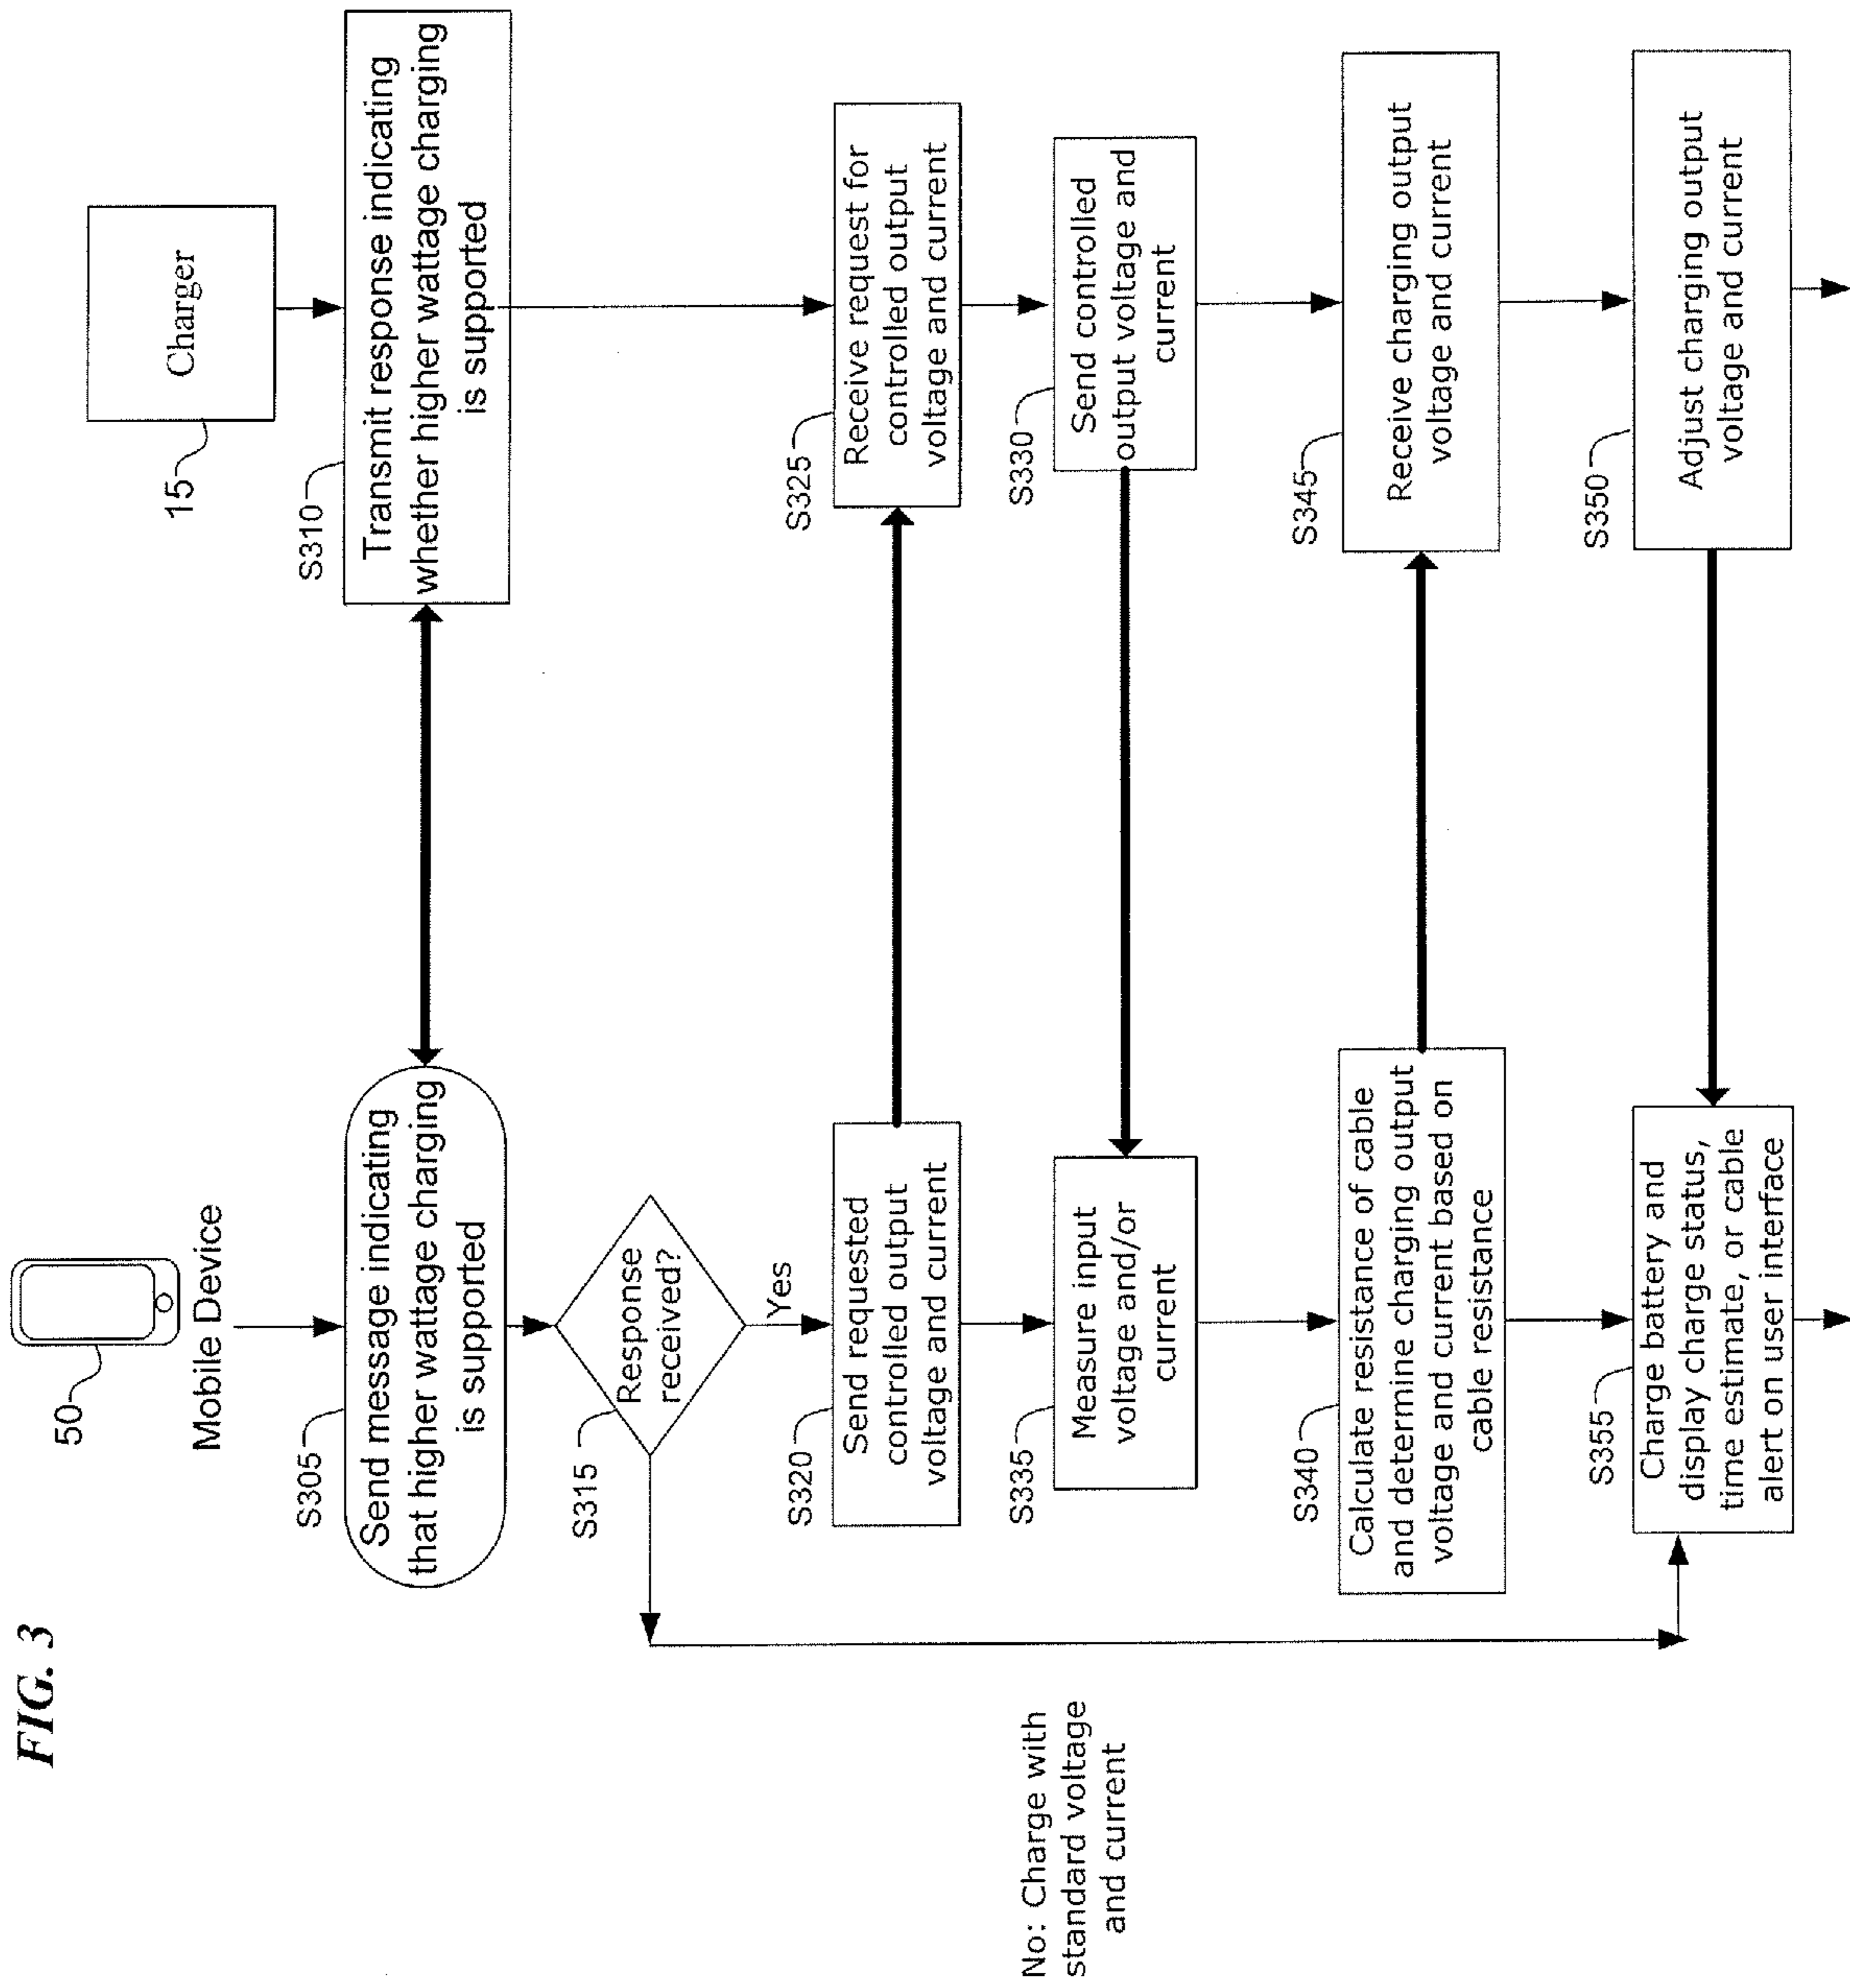 FIG. 3
50
Mobile Device
15
Charger
S305
Send message indicating
that higher wattage charging
is supported
S310
Transmit response indicating
whether higher wattage charging
is supported
S315
Response
received?
Yes
No: Charge with
standard voltage
and current
S320
Send requested
controlled output
voltage and current
S325
Receive request for
controlled output
voltage and current
S330
Send controlled
output voltage and
current
S335
Measure input
voltage and/or
current
S340
Calculate resistance of cable
and determine charging output
voltage and current based on
cable resistance
S345
Receive charging output
voltage and current
S350
Adjust charging output
voltage and current
S355
Charge battery and
display charge status,
time estimate, or cable
alert on user interface